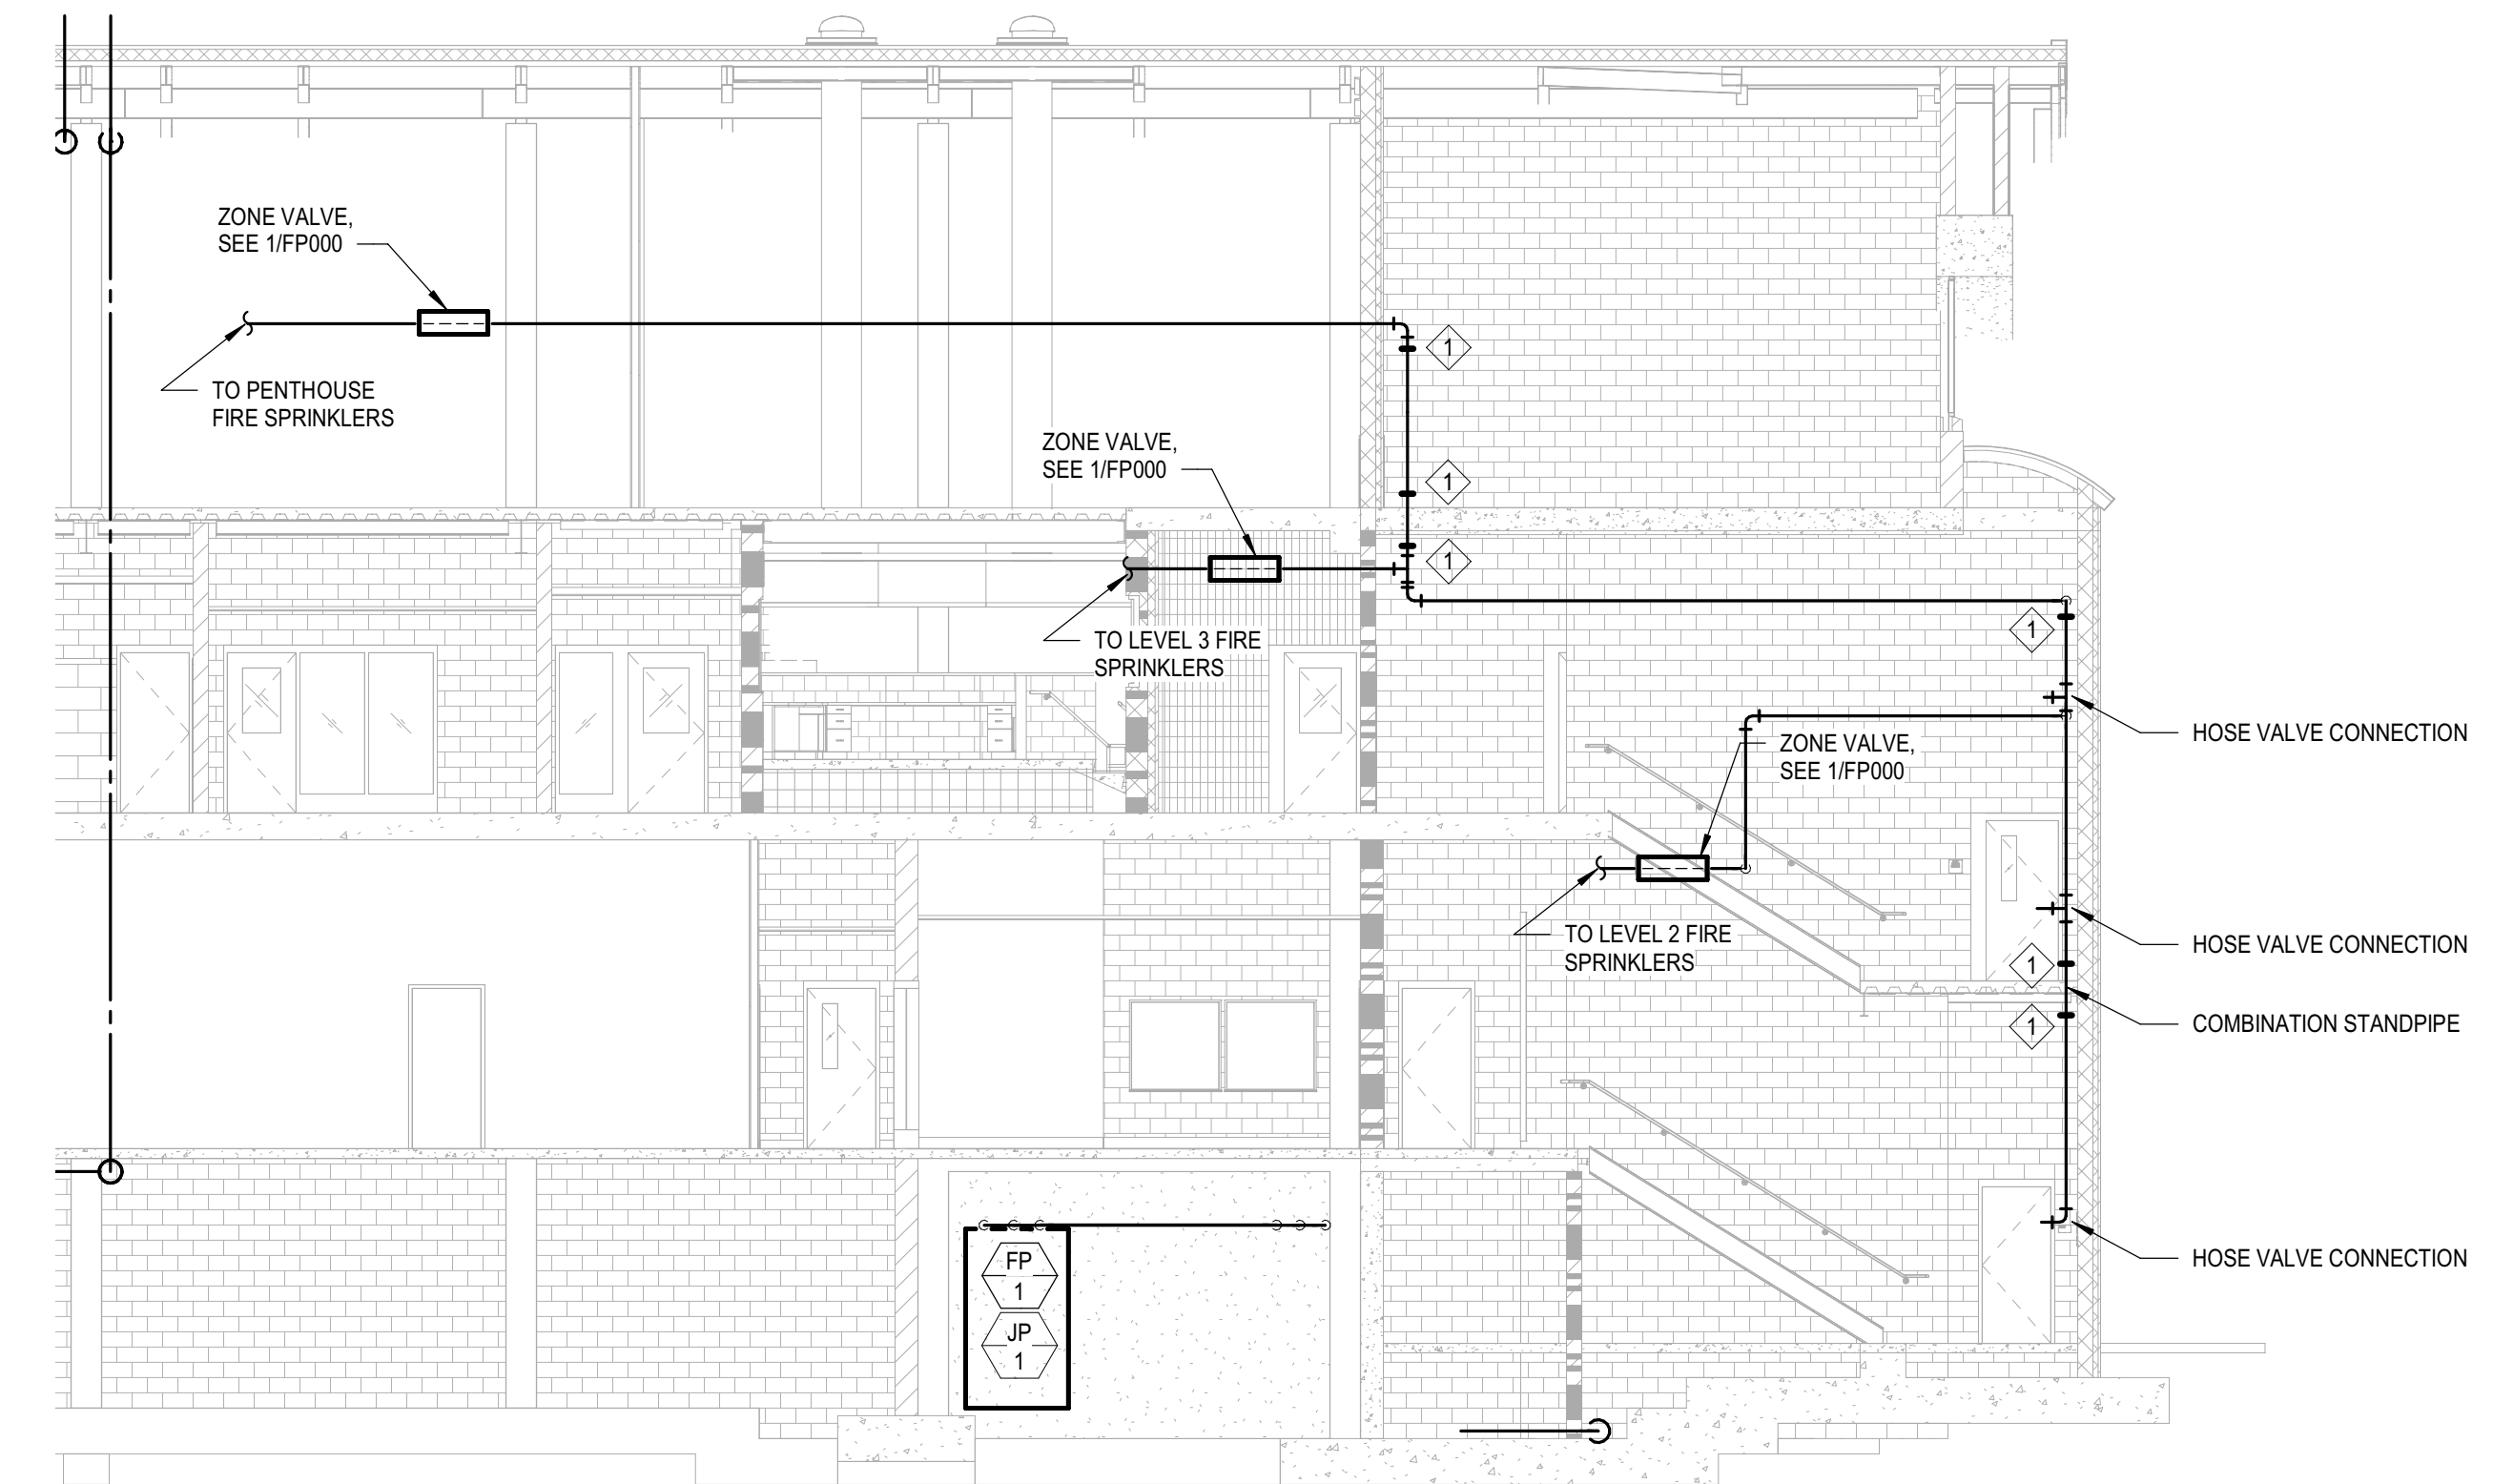 ZONE VALVE,
SEE 1/FP000
1
TO PENTHOUSE
FIRE SPRINKLERS
ZONE VALVE,
SEE 1/FP000
1
1
TO LEVEL 3 FIRE
SPRINKLERS
1
HOSE VALVE CONNECTION
ZONE VALVE,
SEE 1/FP000
TO LEVEL 2 FIRE
SPRINKLERS
HOSE VALVE CONNECTION
1
COMBINATION STANDPIPE
1
HOSE VALVE CONNECTION
FP
1
JP
1